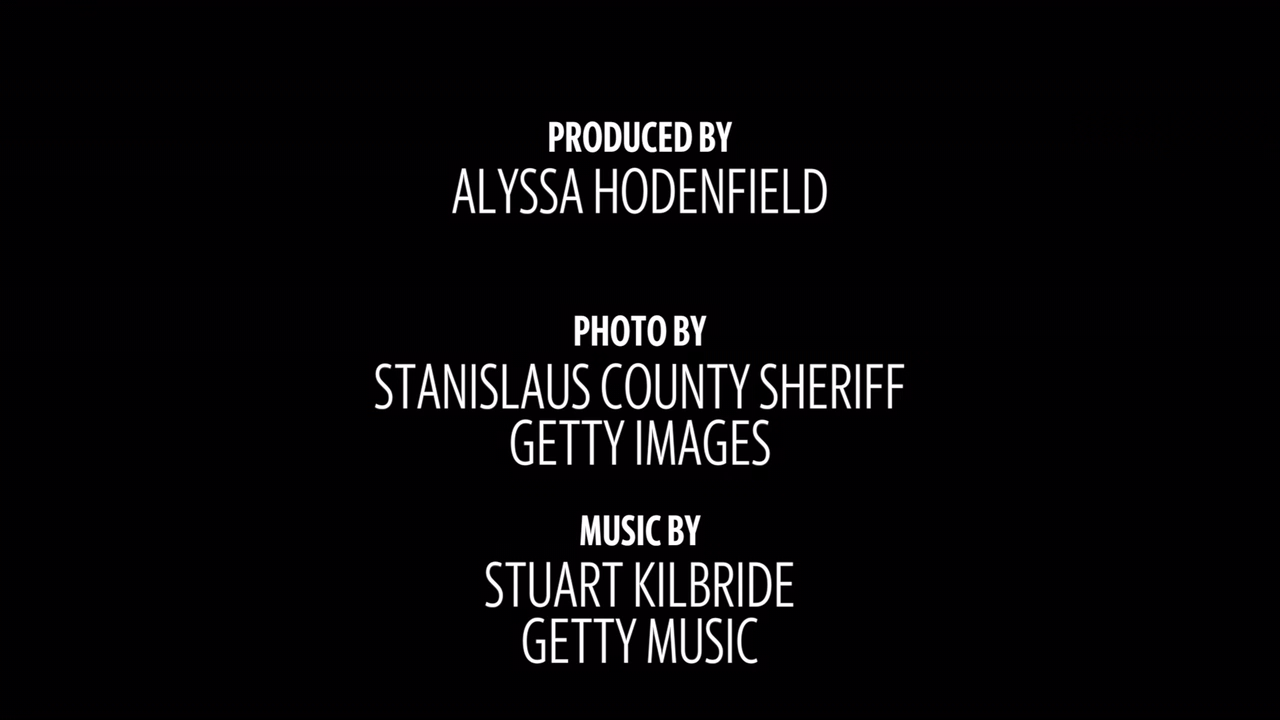 PRODUCED BY
ALYSSA HODENFIELD
PHOTO BY
STANISLAUS COUNTY SHERIFF
GETTY IMAGES
MUSIC BY
STUART KILBRIDE
GETTY MUSIC